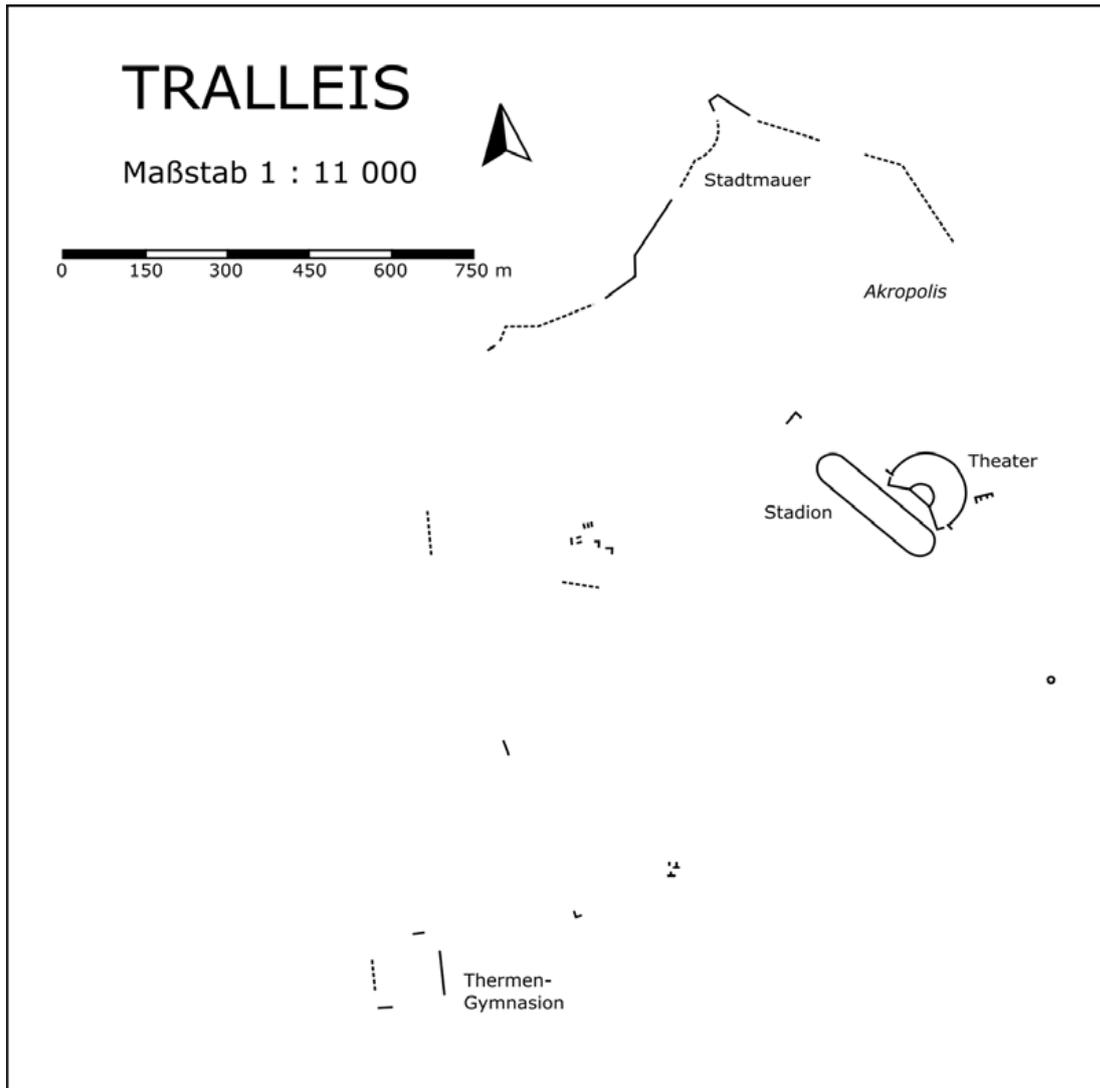 TRALLEIS
Maßstab 1 : 11 000
0 150 300 450 600 750 m
Stadtmauer
Akropolis
Theater
Stadion
Thermen-
Gymnasion